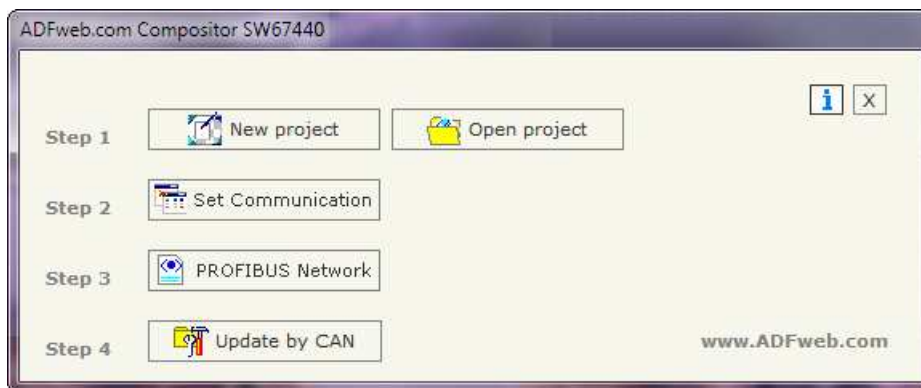 ADFweb.com Compositor SW67440
i X
Step 1 New project Open project
Step 2 Set Communication
Step 3 PROFIBUS Network
Step 4 Update by CAN www.ADFweb.com